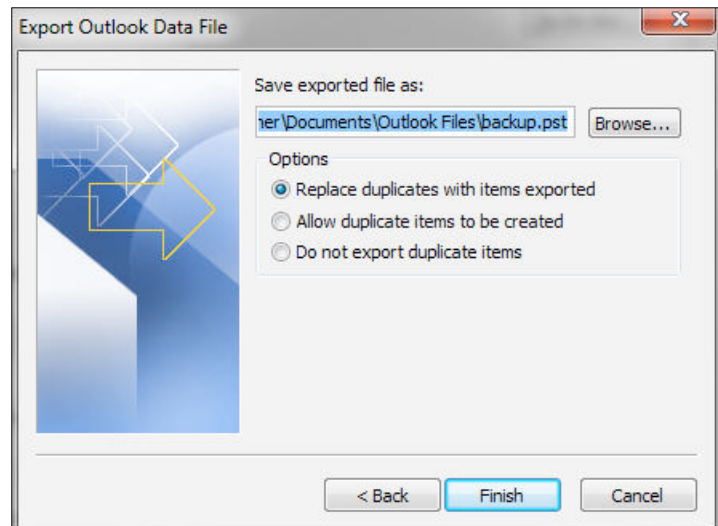 Export Outlook Data File
Save exported file as:
\Documents\Outlook Files\backup.pst
Browse...
Options
Replace duplicates with items exported
Allow duplicate items to be created
Do not export duplicate items
< Back
Finish
Cancel